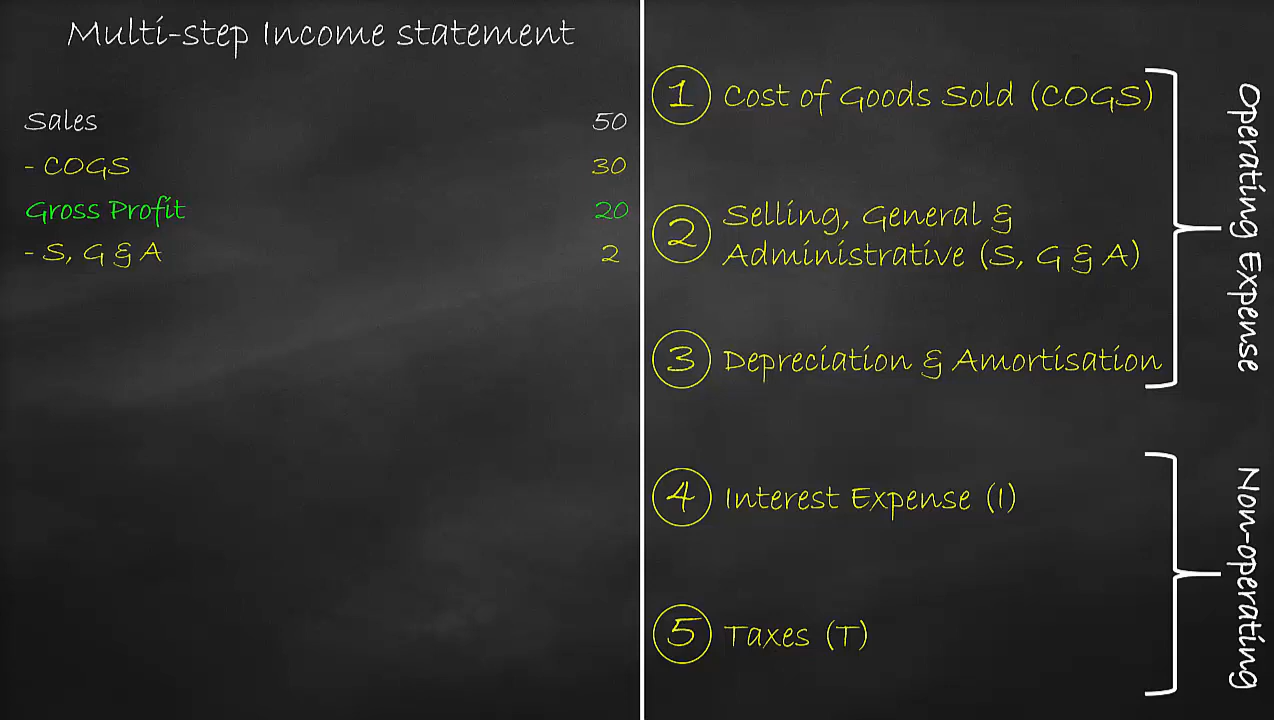 Multi-step Income statement
Sales 50
- COGS 30
Gross Profit 20
- S, G & A 2
1 Cost of Goods Sold (COGS)
2 Selling, General &
Administrative (S, G & A)
3 Depreciation & Amortisation
Operating Expense
4 Interest Expense (I)
5 Taxes (T)
Non-operating